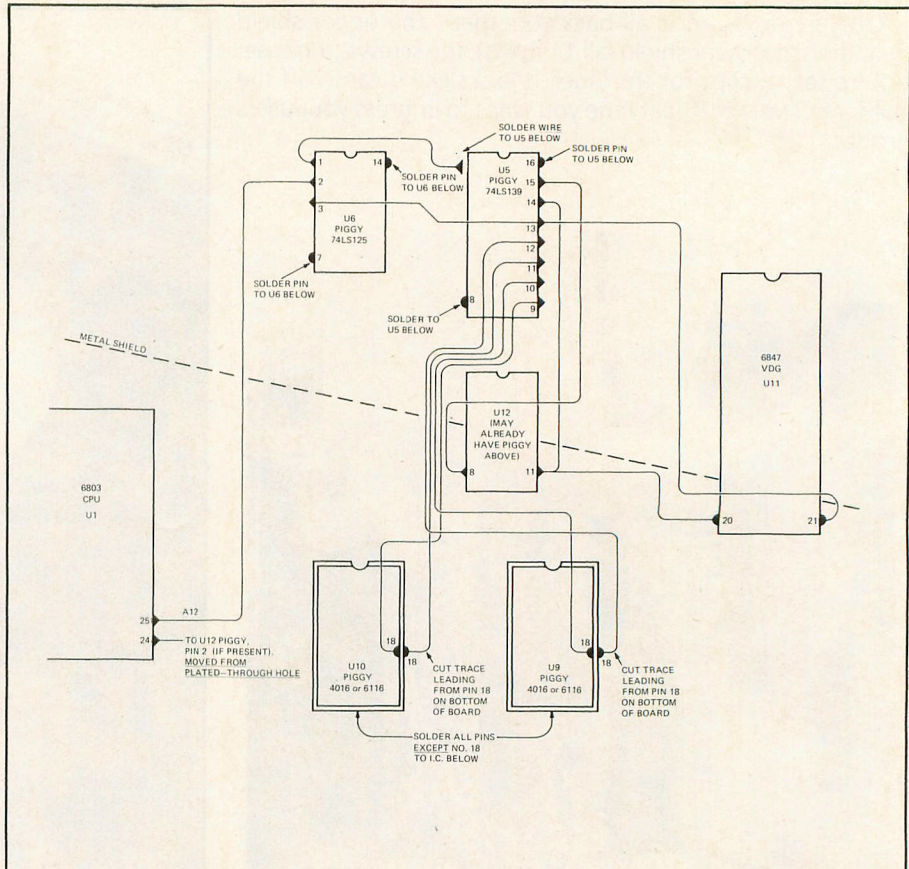 SOLDER WIRE
TO U5 BELOW
SOLDER PIN
TO U5 BELOW
1
14
2
3
SOLDER PIN
TO U6 BELOW
U6
PIGGY
74LS125
7
SOLDER PIN
TO U6 BELOW
U5
PIGGY
74LS139
16
15
14
13
12
11
10
9
8
SOLDER TO
U5 BELOW
METAL SHIELD
6847
VDG
U11
20
21
U12
(MAY
ALREADY
HAVE PIGGY
ABOVE)
8
11
6803
CPU
U1
25
A12
24
TO U12 PIGGY,
PIN 2 (IF PRESENT).
MOVED FROM
PLATED-THROUGH HOLE
18
18
U10
PIGGY
4016 or 6116
CUT TRACE
LEADING
FROM PIN 18
ON BOTTOM
OF BOARD
18
18
U9
PIGGY
4016 or 6116
CUT TRACE
LEADING
FROM PIN 18
ON BOTTOM
OF BOARD
SOLDER ALL PINS
EXCEPT NO. 18
TO I.C. BELOW